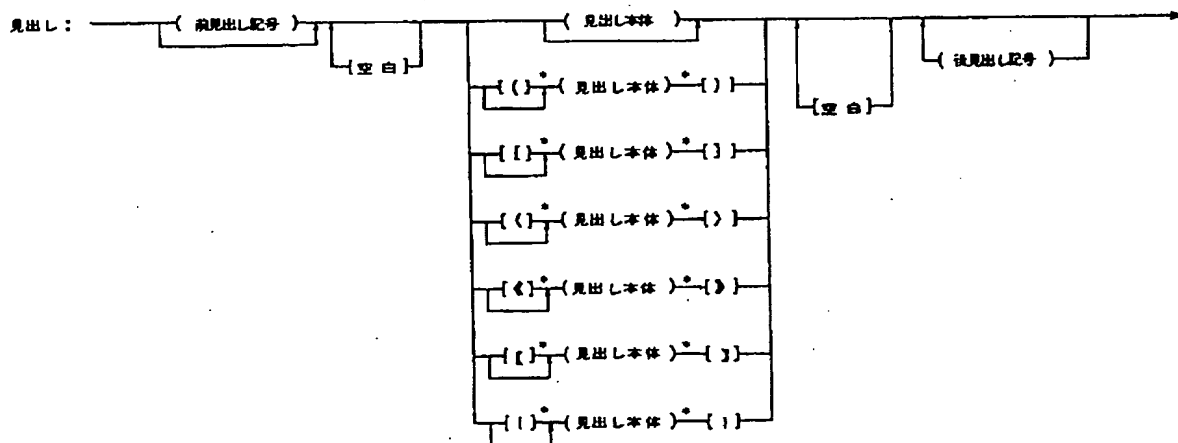 見出し： ( 前見出し記号 ) ( 見出し本体 ) ( 後見出し記号 )
[ 空 白 ] [ 空 白 ]
[ ( ] * ( 見出し本体 ) * [ ) ]
[ [ ] * ( 見出し本体 ) * [ ] ]
[ 〈 ] * ( 見出し本体 ) * [ 〉 ]
[ 《 ] * ( 見出し本体 ) * [ 》 ]
* ( 見出し本体 ) *
* ( 見出し本体 ) *